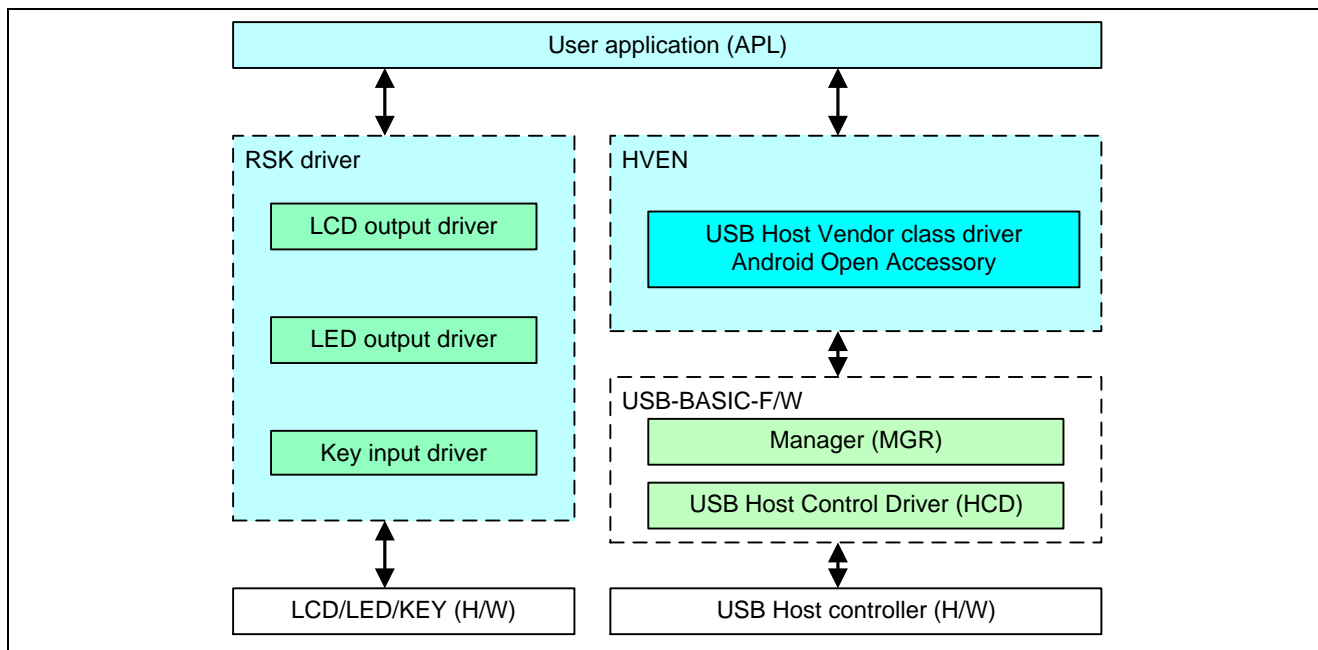 User application (APL)
RSK driver
LCD output driver
LED output driver
Key input driver
LCD/LED/KEY (H/W)
HVEN
USB Host Vendor class driver
Android Open Accessory
USB-BASIC-F/W
Manager (MGR)
USB Host Control Driver (HCD)
USB Host controller (H/W)